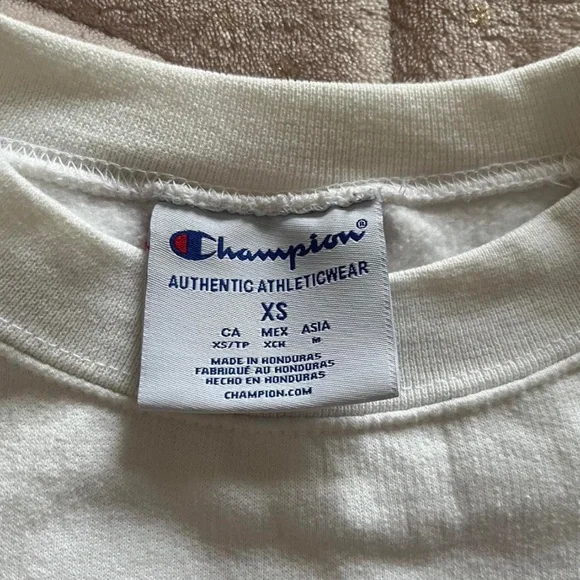 Champion®
AUTHENTIC ATHLETICWEAR
XS
CA MEX ASIA
XS/TP XCH M
MADE IN HONDURAS
FABRIQUÉ AU HONDURAS
HECHO EN HONDURAS
CHAMPION.COM